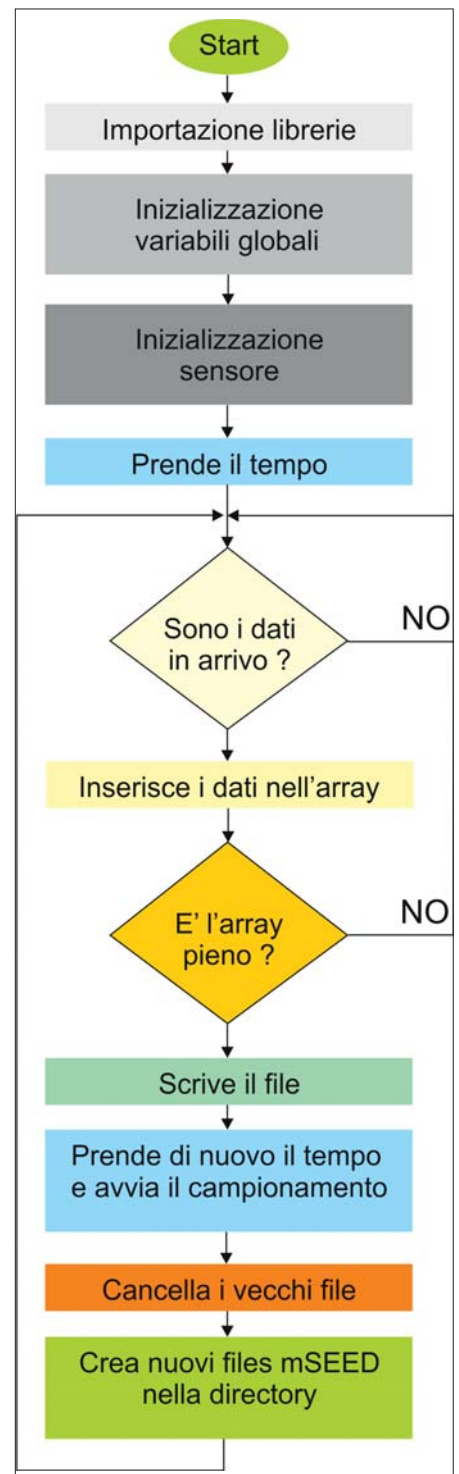 Start
Importazione librerie
Inizializzazione
variabili globali
Inizializzazione
sensore
Prende il tempo
Sono i dati
in arrivo ?
NO
Inserisce i dati nell'array
E' l'array
pieno ?
NO
Scrive il file
Prende di nuovo il tempo
e avvia il campionamento
Cancella i vecchi file
Crea nuovi files mSEED
nella directory